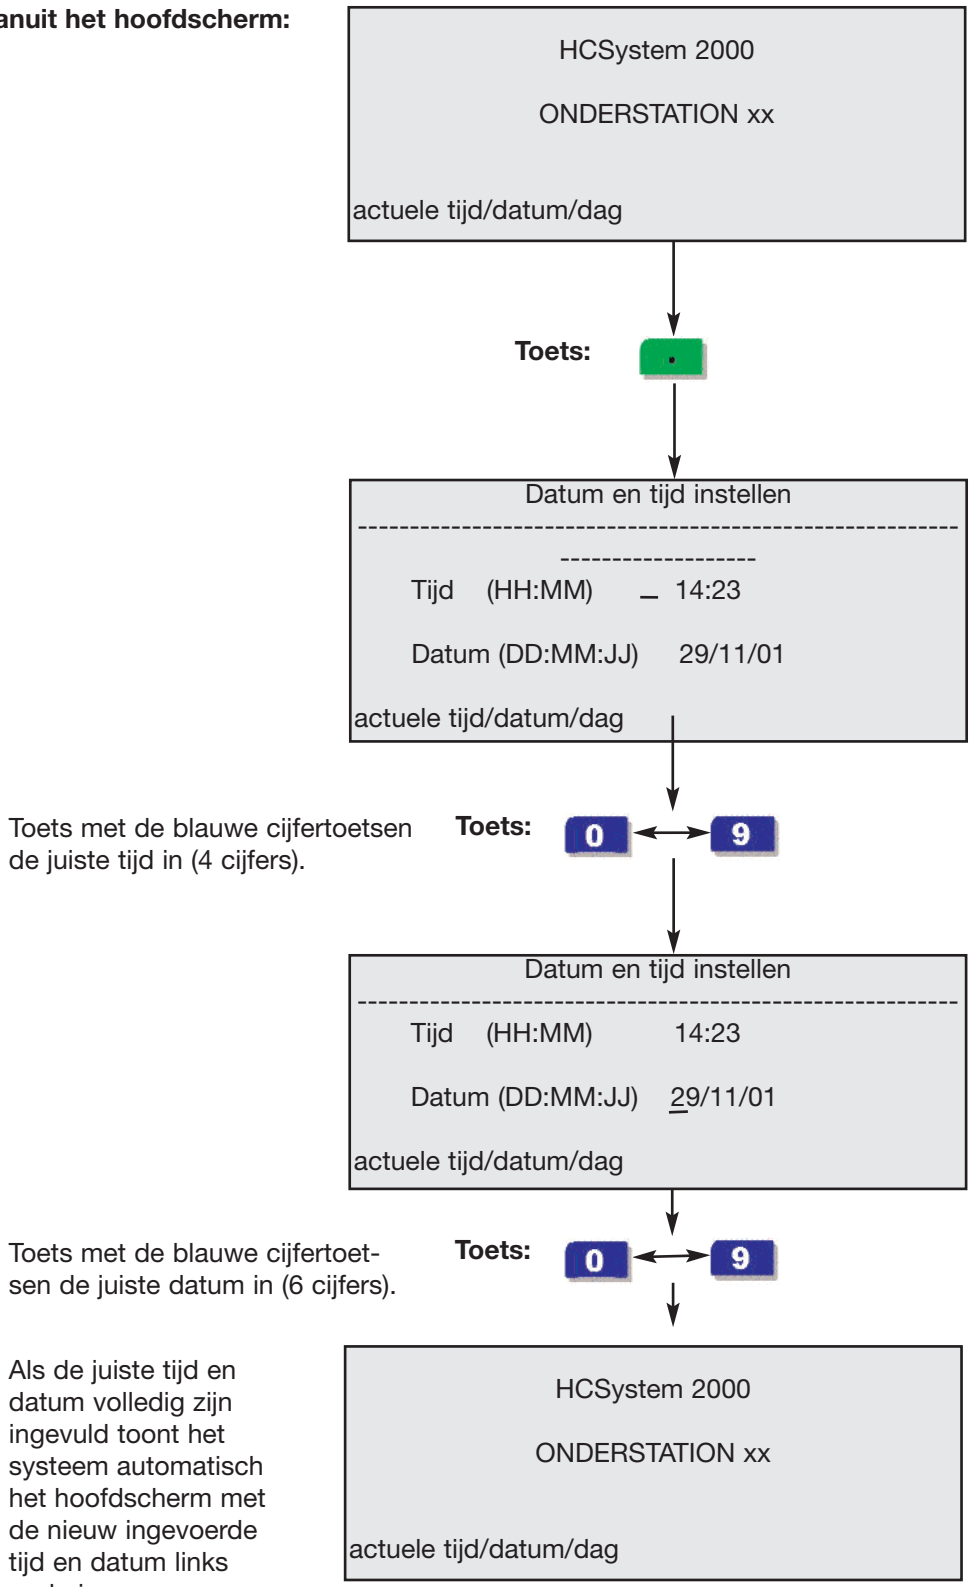 anuit het hoofdscherm:
HCSystem 2000
ONDERSTATION xx
actuele tijd/datum/dag
Toets: .
Datum en tijd instellen
----------------------------------------------------------
-------------------
Tijd (HH:MM) _ 14:23
Datum (DD:MM:JJ) 29/11/01
actuele tijd/datum/dag
Toets met de blauwe cijfertoetsen
de juiste tijd in (4 cijfers).
Toets: 0 9
Datum en tijd instellen
----------------------------------------------------------
Tijd (HH:MM) 14:23
Datum (DD:MM:JJ) 29/11/01
actuele tijd/datum/dag
Toets met de blauwe cijfertoet-
sen de juiste datum in (6 cijfers).
Toets: 0 9
Als de juiste tijd en
datum volledig zijn
ingevuld toont het
systeem automatisch
het hoofdscherm met
de nieuw ingevoerde
tijd en datum links
HCSystem 2000
ONDERSTATION xx
actuele tijd/datum/dag